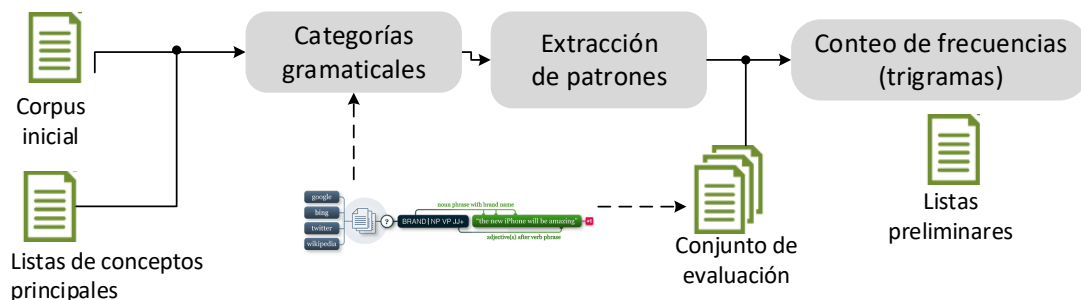 Categorías
gramaticales
Extracción
de patrones
Conteo de frecuencias
(trigramas)
Corpus
inicial
Listas de conceptos
principales
google
bing
twitter
wikipedia
?
noun phrase with brand name
BRAND|NP VP JJ+
"the new iPhone will be amazing"
adjective(s) after verb phrase
+1
Conjunto de
evaluación
Listas
preliminares